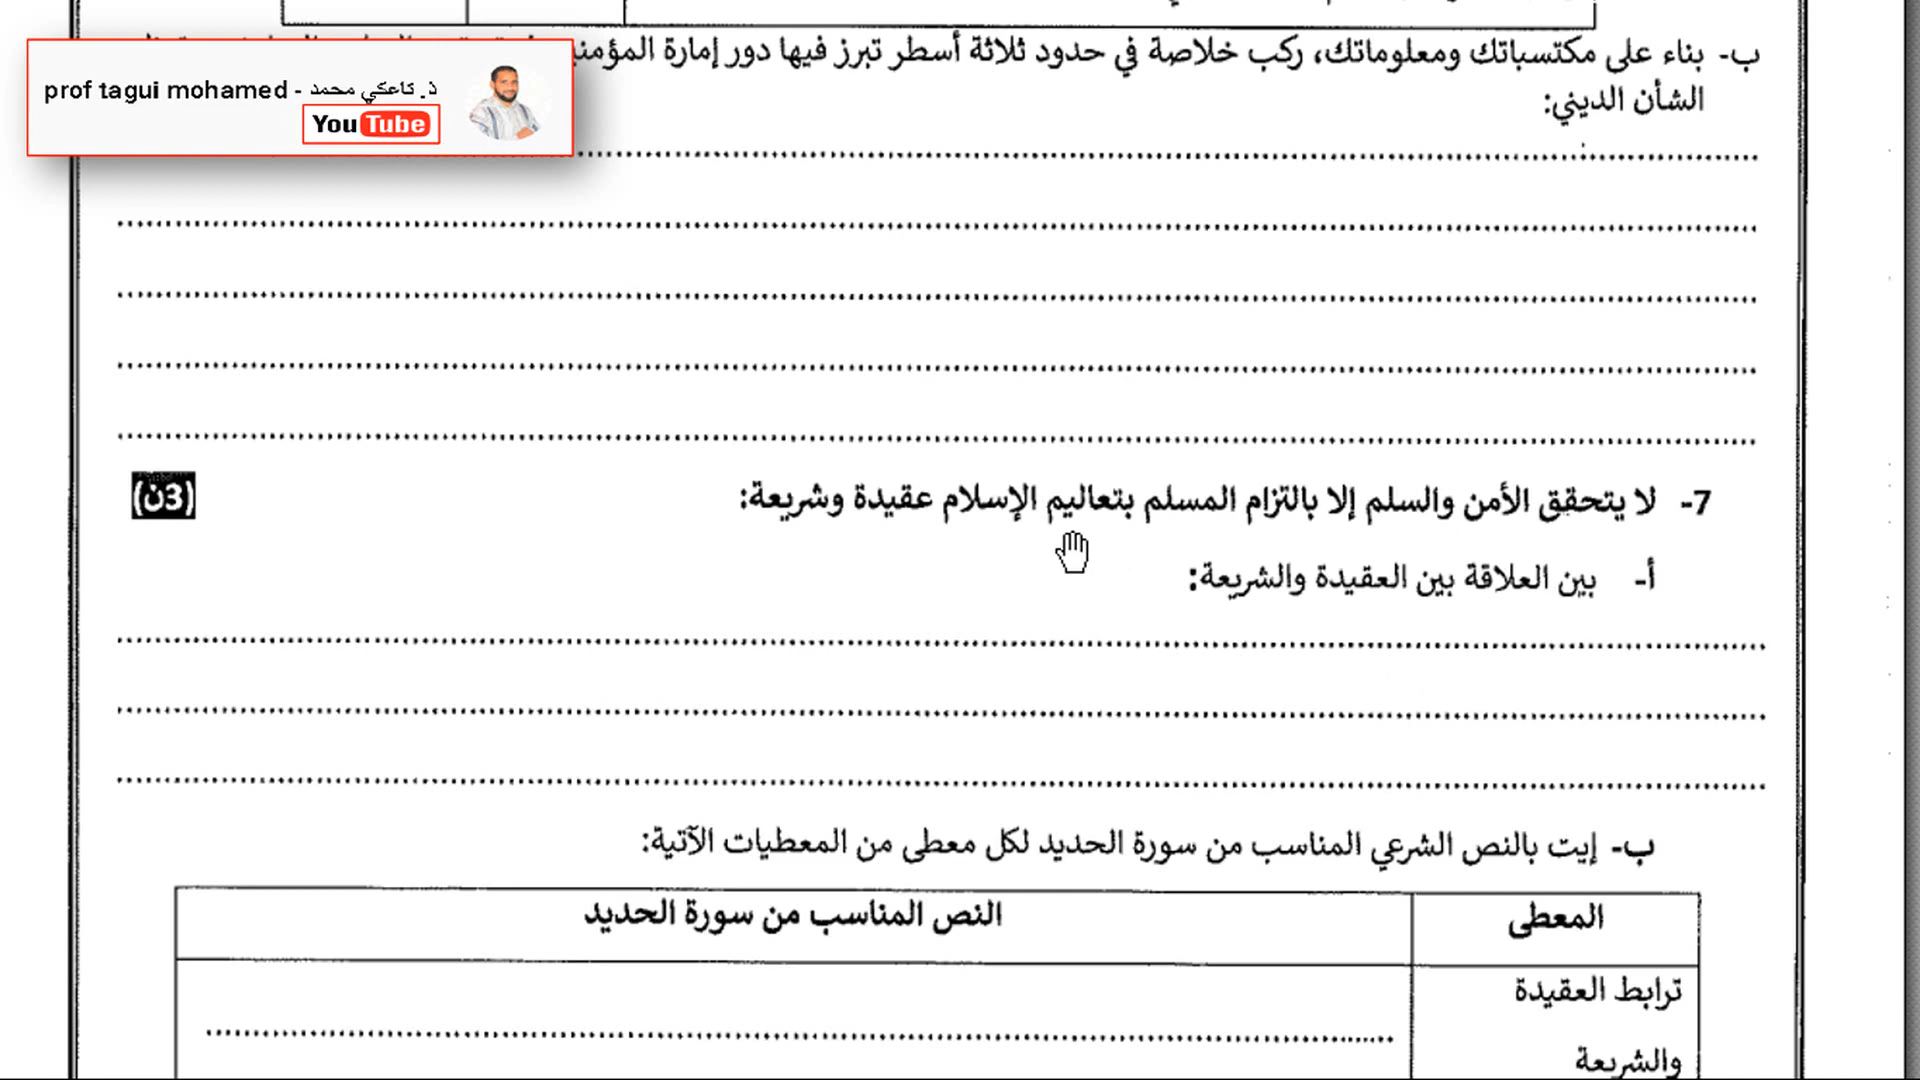 ب- بناء على مكتسباتك ومعلوماتك، ركب خلاصة في حدود ثلاثة أسطر تبرز فيها دور إمارة
الشأن الديني:
prof tagui mohamed - ذ. تاعكي محمد
YouTube
7- لا يتحقق الأمن والسلم إلا بالتزام المسلم بتعاليم الإسلام عقيدة وشريعة:
(3ن)
أ- بين العلاقة بين العقيدة والشريعة:
ب- إيت بالنص الشرعي المناسب من سورة الحديد لكل معطى من المعطيات الآتية:
المعطى
النص المناسب من سورة الحديد
ترابط العقيدة
والشريعة